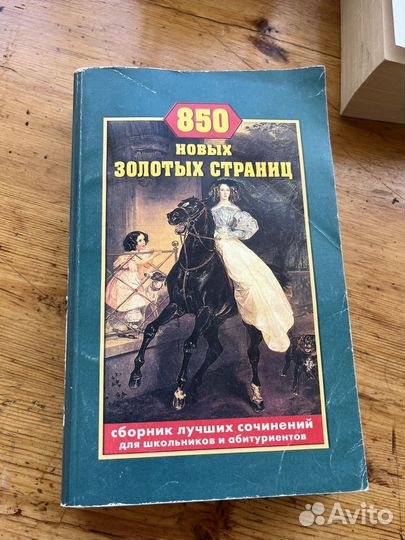 850
НОВЫХ
ЗОЛОТЫХ СТРАНИЦ
сборник лучших сочинений
для школьников и абитуриентов
Avito